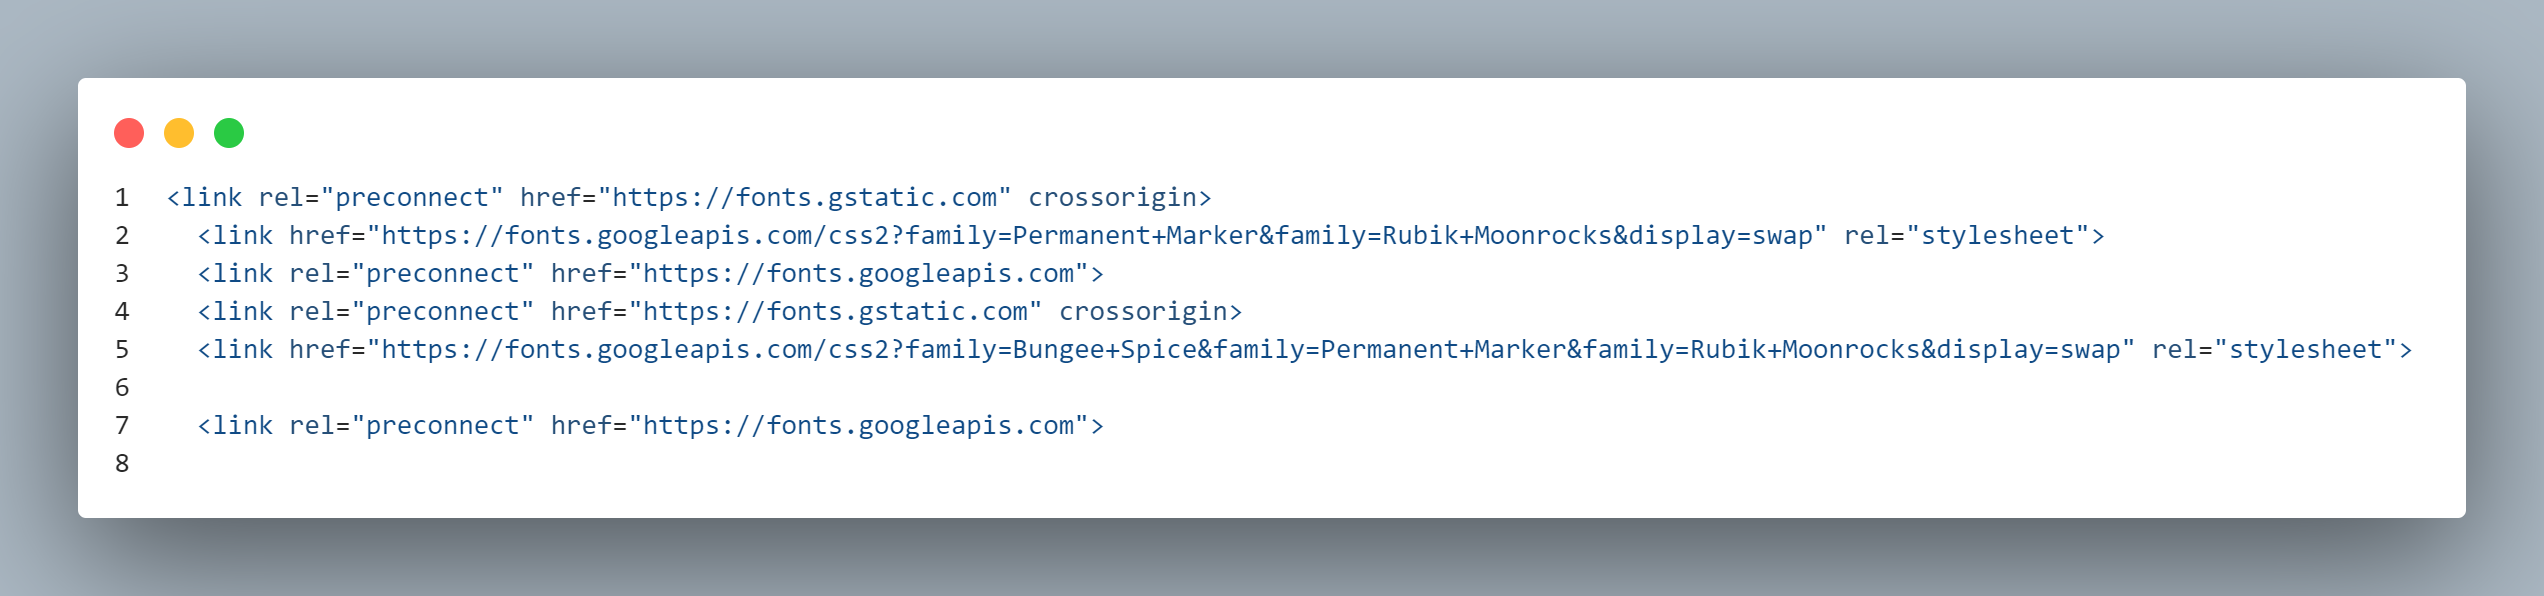 1 <link rel="preconnect" href="https://fonts.gstatic.com" crossorigin>
2   <link href="https://fonts.googleapis.com/css2?family=Permanent+Marker&family=Rubik+Moonrocks&display=swap" rel="stylesheet">
3   <link rel="preconnect" href="https://fonts.googleapis.com">
4   <link rel="preconnect" href="https://fonts.gstatic.com" crossorigin>
5   <link href="https://fonts.googleapis.com/css2?family=Bungee+Spice&family=Permanent+Marker&family=Rubik+Moonrocks&display=swap" rel="stylesheet">
6
7   <link rel="preconnect" href="https://fonts.googleapis.com">
8